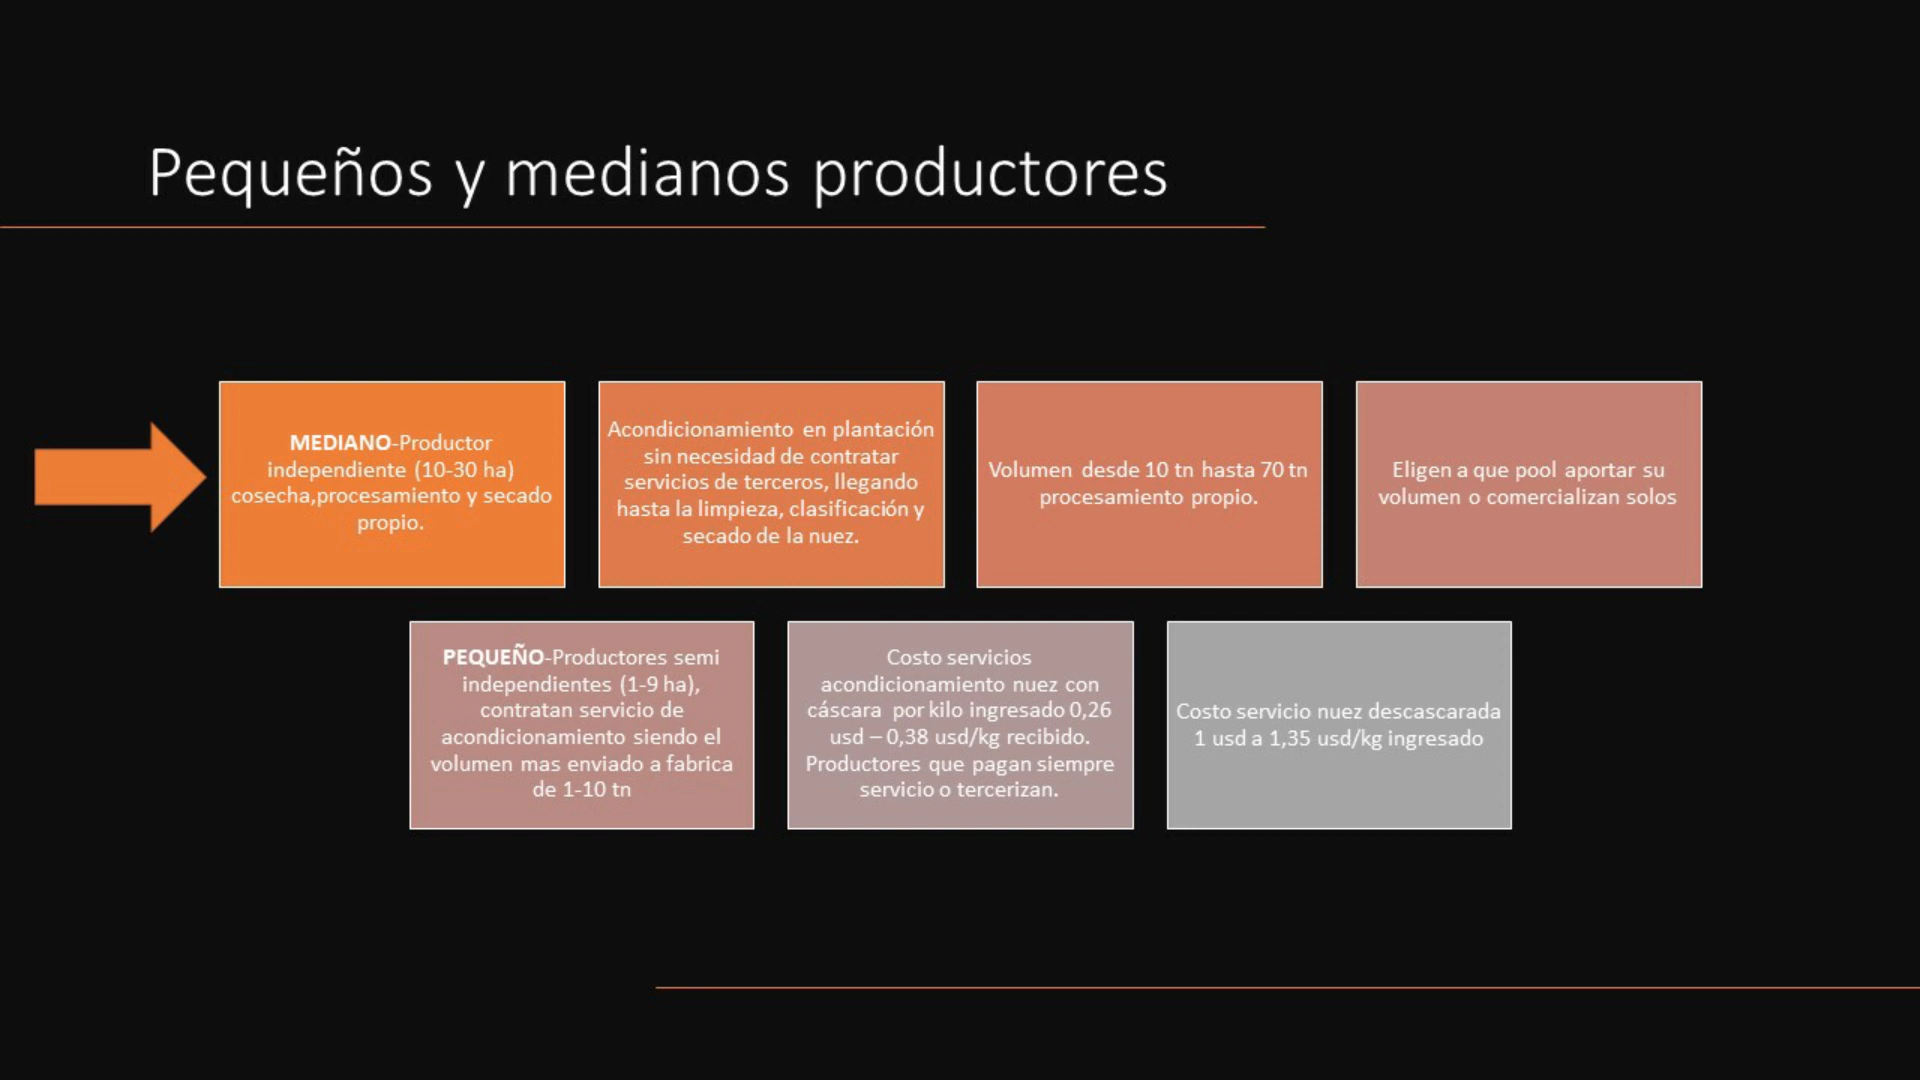 Pequeños y medianos productores
MEDIANO-Productor
independiente (10-30 ha)
cosecha,procesamiento y secado
propio.
Acondicionamiento en plantación
sin necesidad de contratar
servicios de terceros, llegando
hasta la limpieza, clasificación y
secado de la nuez.
Volumen desde 10 tn hasta 70 tn
procesamiento propio.
Eligen a que pool aportar su
volumen o comercializan solos
PEQUEÑO-Productores semi
independientes (1-9 ha),
contratan servicio de
acondicionamiento siendo el
volumen mas enviado a fabrica
de 1-10 tn
Costo servicios
acondicionamiento nuez con
cáscara por kilo ingresado 0,26
usd – 0,38 usd/kg recibido.
Productores que pagan siempre
servicio o tercerizan.
Costo servicio nuez descascarada
1 usd a 1,35 usd/kg ingresado